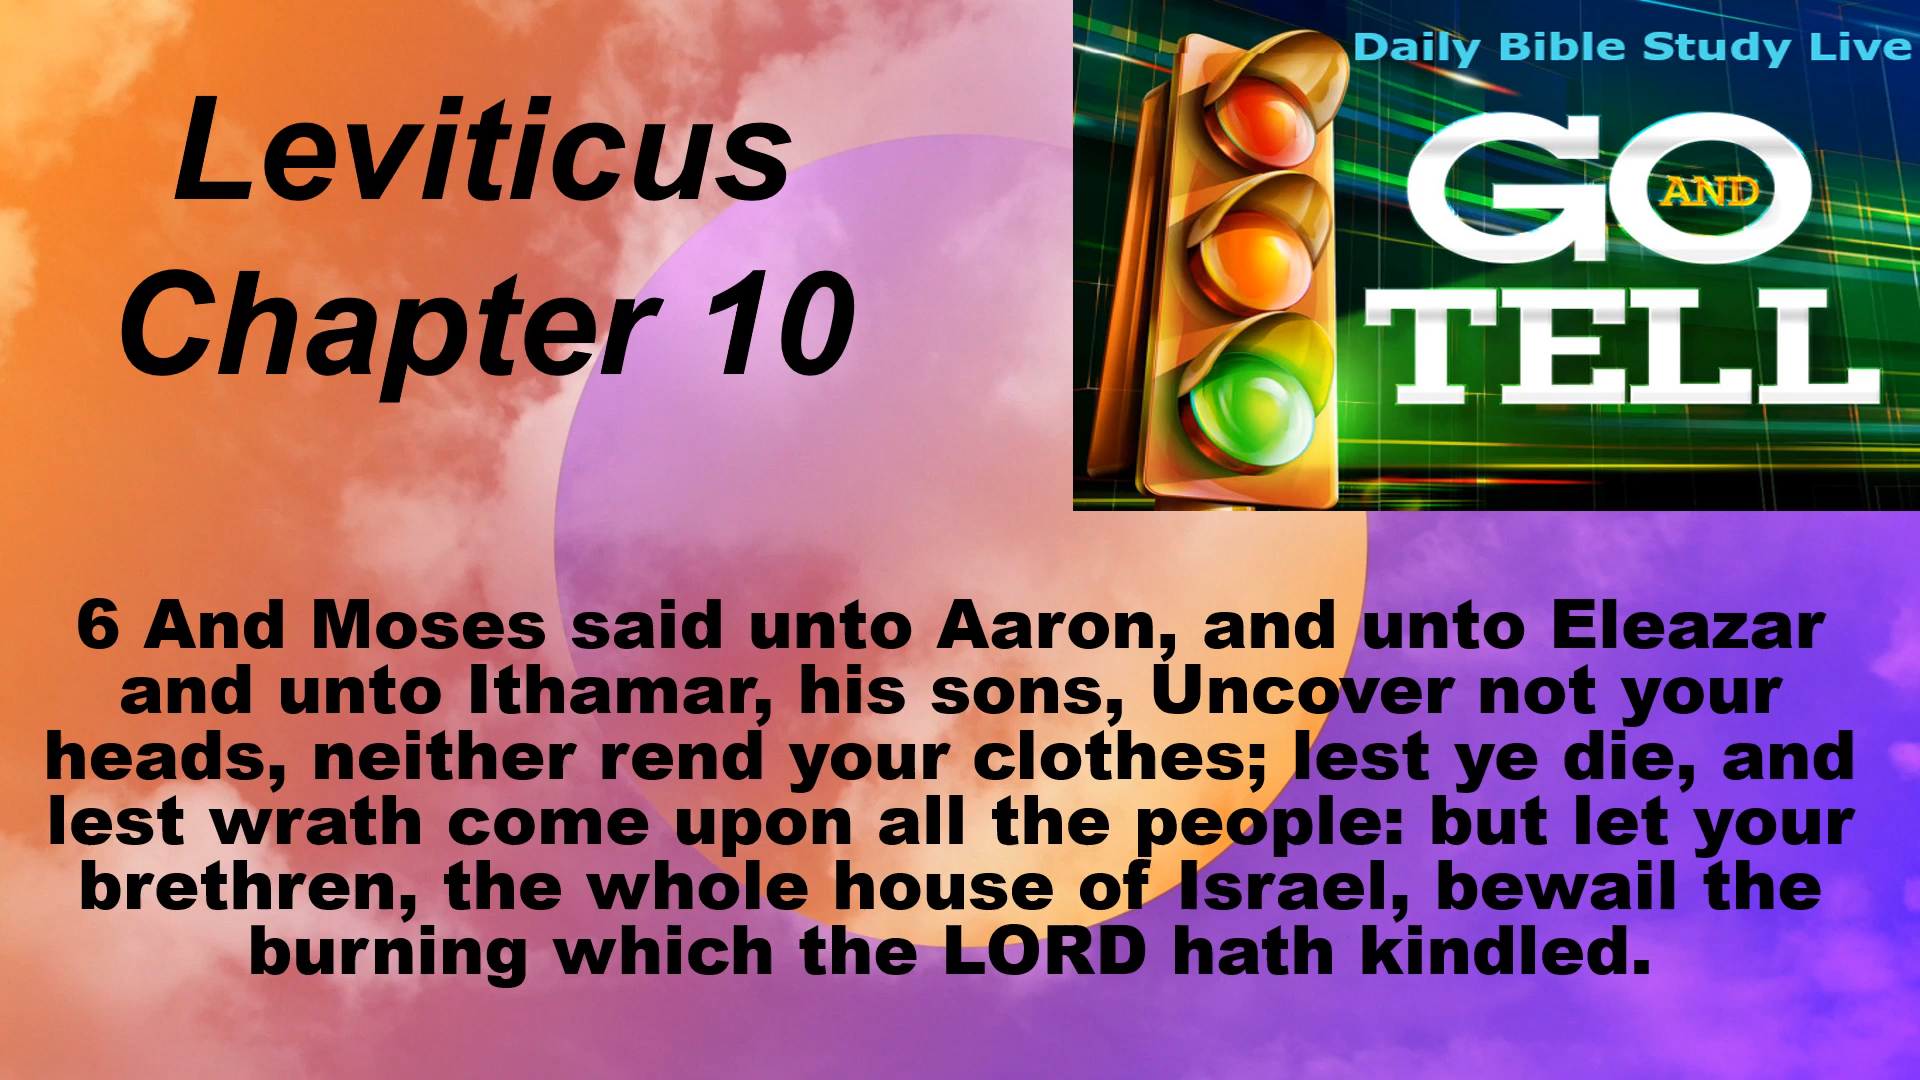 Leviticus
Chapter 10
Daily Bible Study Live
GO
AND
TELL
6 And Moses said unto Aaron, and unto Eleazar
and unto Ithamar, his sons, Uncover not your
heads, neither rend your clothes; lest ye die, and
lest wrath come upon all the people: but let your
brethren, the whole house of Israel, bewail the
burning which the LORD hath kindled.